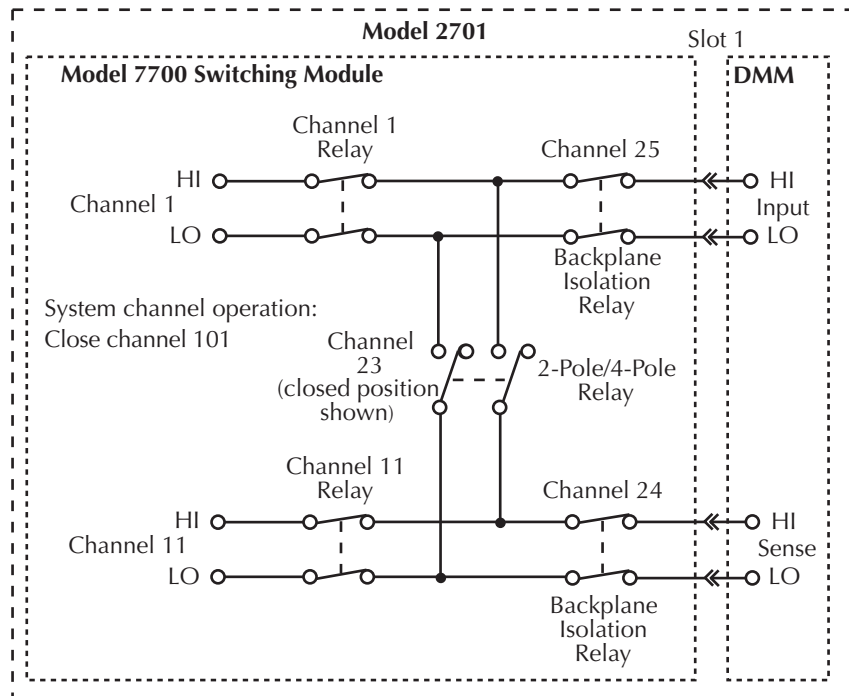 Model 2701
Slot 1
Model 7700 Switching Module
DMM
Channel 1
Relay
Channel 25
HI
HI
Channel 1
Input
LO
LO
Backplane
Isolation
Relay
System channel operation:
Close channel 101
Channel
23
(closed position
shown)
2-Pole/4-Pole
Relay
Channel 11
Relay
Channel 24
HI
HI
Channel 11
Sense
LO
LO
Backplane
Isolation
Relay